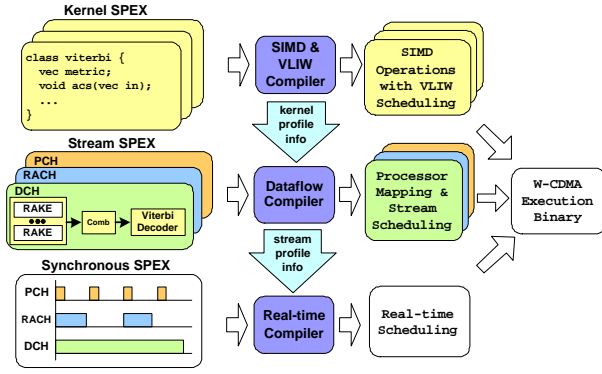 Kernel SPEX
class viterbi {
vec metric;
void acs(vec in);
...
}
SIMD &
VLIW
Compiler
SIMD
Operations
with VLIW
Scheduling
kernel
profile
info
Stream SPEX
PCH
RACH
DCH
RAKE
RAKE
Comb
Viterbi
Decoder
Dataflow
Compiler
Processor
Mapping &
Stream
Scheduling
W-CDMA
Execution
Binary
stream
profile
info
Synchronous SPEX
PCH
RACH
DCH
Real-time
Compiler
Real-time
Scheduling